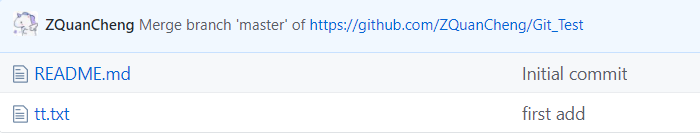 ZQuanCheng Merge branch 'master' of https://github.com/ZQuanCheng/Git_Test
README.md Initial commit
tt.txt first add